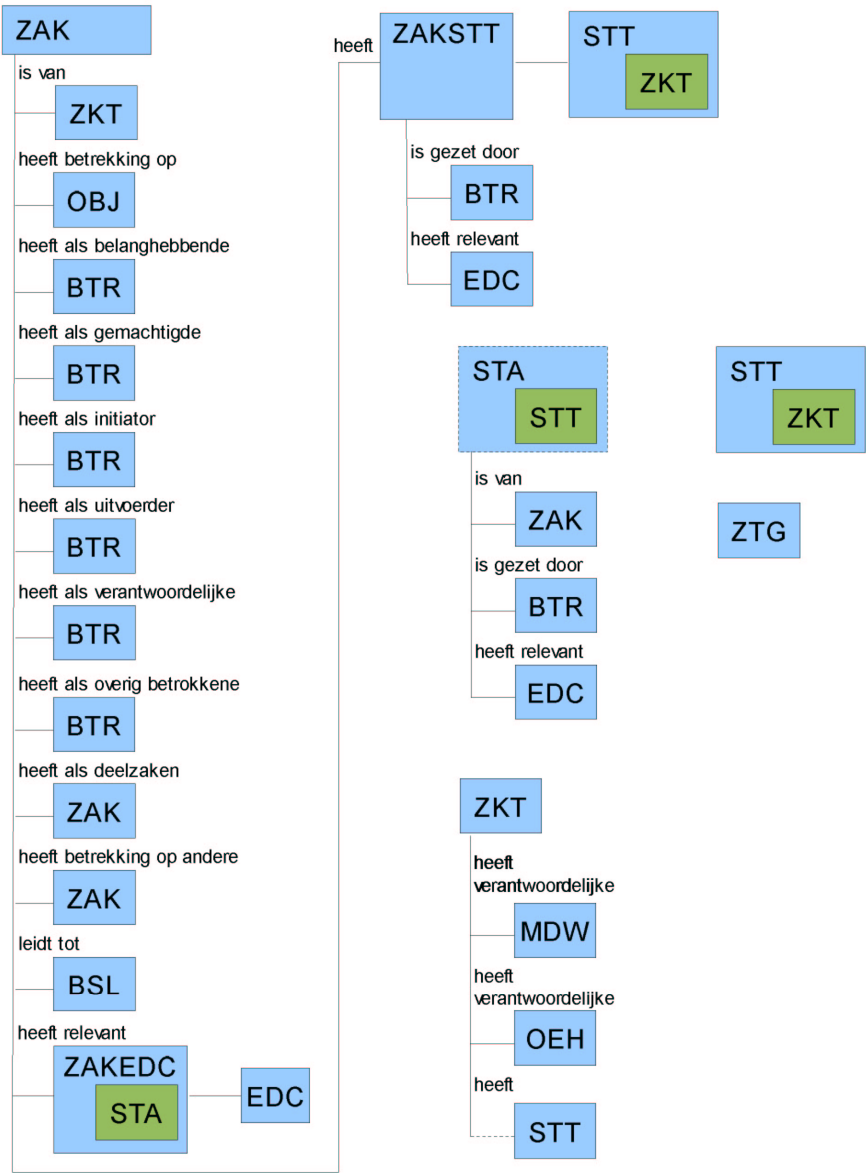 ZAK
is van
ZKT
heeft betrekking op
OBJ
heeft als belanghebbende
BTR
heeft als gemachtigde
BTR
heeft als initiator
BTR
heeft als uitvoerder
BTR
heeft als verantwoordelijke
BTR
heeft als overig betrokkene
BTR
heeft als deelzaken
ZAK
heeft betrekking op andere
ZAK
leidt tot
BSL
heeft relevant
ZAKEDC
STA
EDC
heeft
ZAKSTT
STT
ZKT
is gezet door
BTR
heeft relevant
EDC
STA
STT
is van
ZAK
is gezet door
BTR
heeft relevant
EDC
STT
ZKT
ZTG
ZKT
heeft
verantwoordelijke
MDW
heeft
verantwoordelijke
OEH
heeft
STT